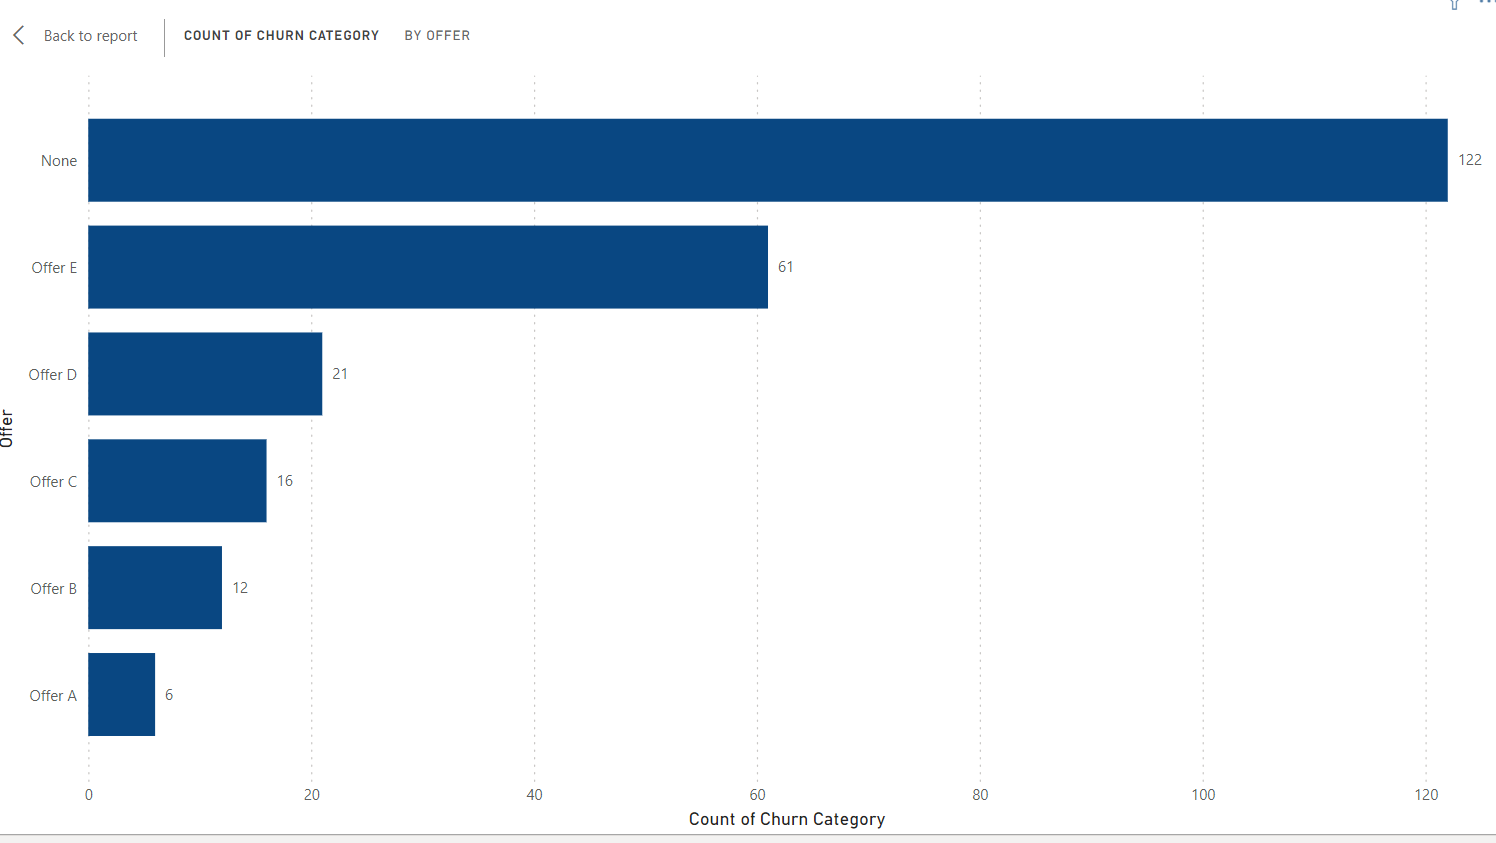 Back to report
COUNT OF CHURN CATEGORY BY OFFER
None 122
Offer E 61
Offer D 21
Offer C 16
Offer B 12
Offer A 6
Offer
0 20 40 60 80 100 120
Count of Churn Category